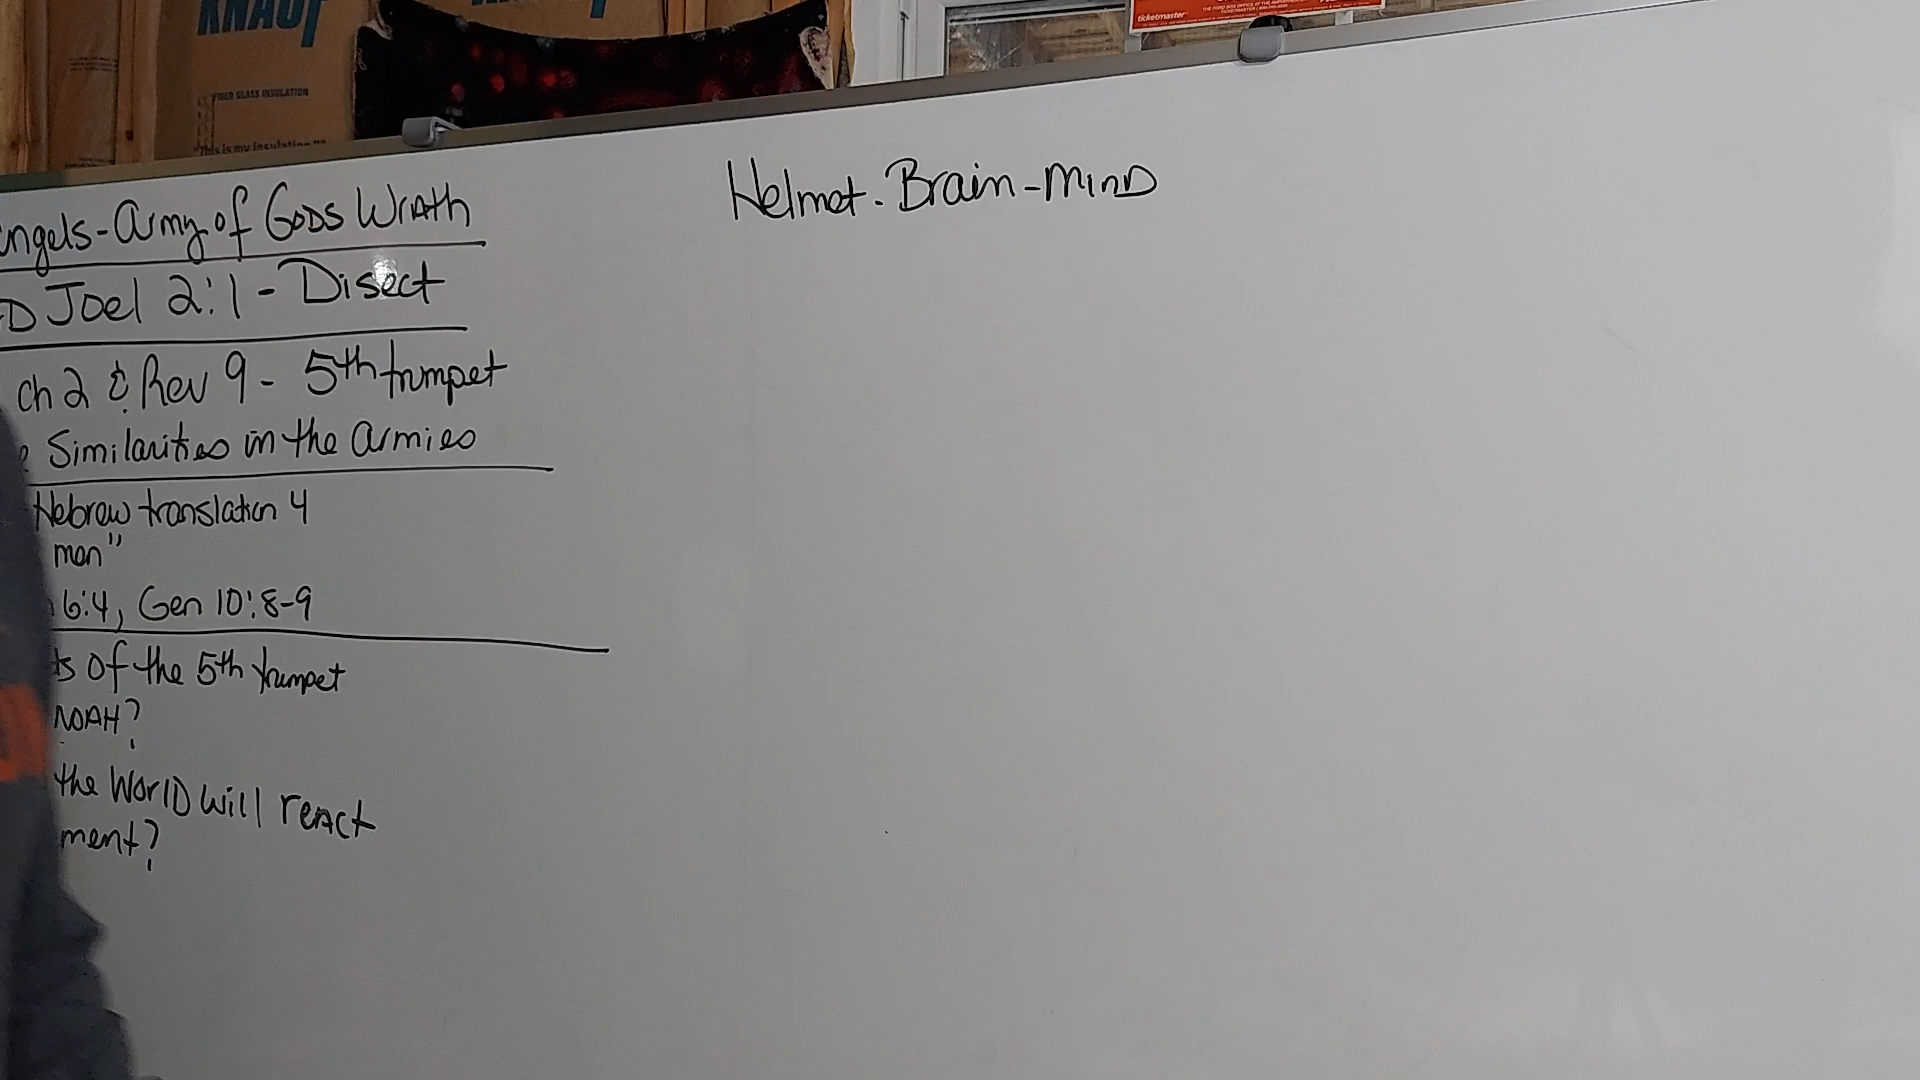 KNAUF
FIBER GLASS INSULATION
ticketmaster
Angels-Army of GODS Wrath
Joel 2:1 - Disect
ch 2 & Rev 9 - 5th trumpet
Similarities in the armies
Hebrew translation 4
men"
6:4, Gen 10:8-9
of the 5th trumpet
NOAH?
the World will react
ment?
Helmet - Brain - MinD